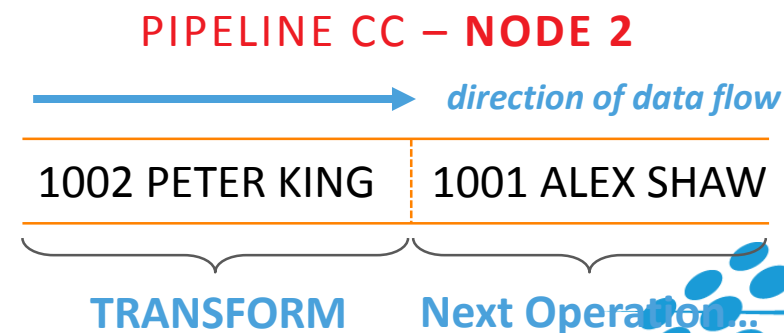 PIPELINE CC – NODE 2
direction of data flow
1002 PETER KING 1001 ALEX SHAW
TRANSFORM Next Operation...